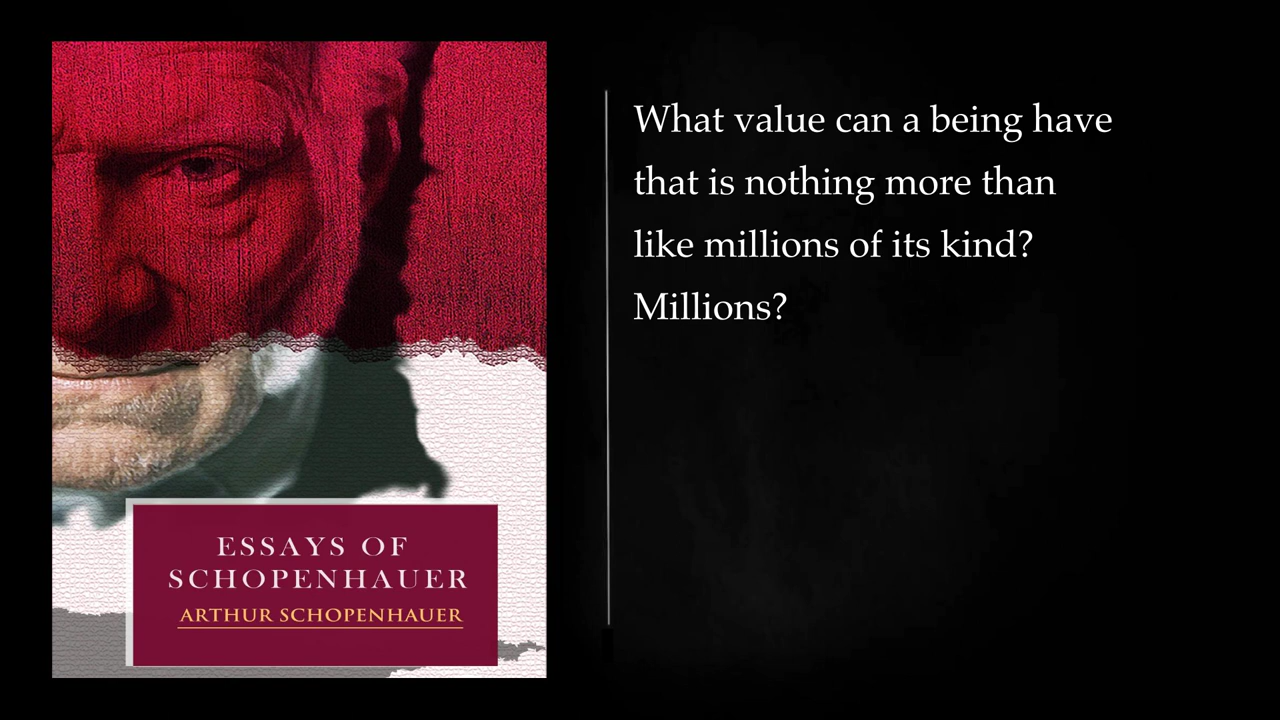 What value can a being have
that is nothing more than
like millions of its kind?
Millions?
ESSAYS OF
SCHOPENHAUER
ARTHUR SCHOPENHAUER